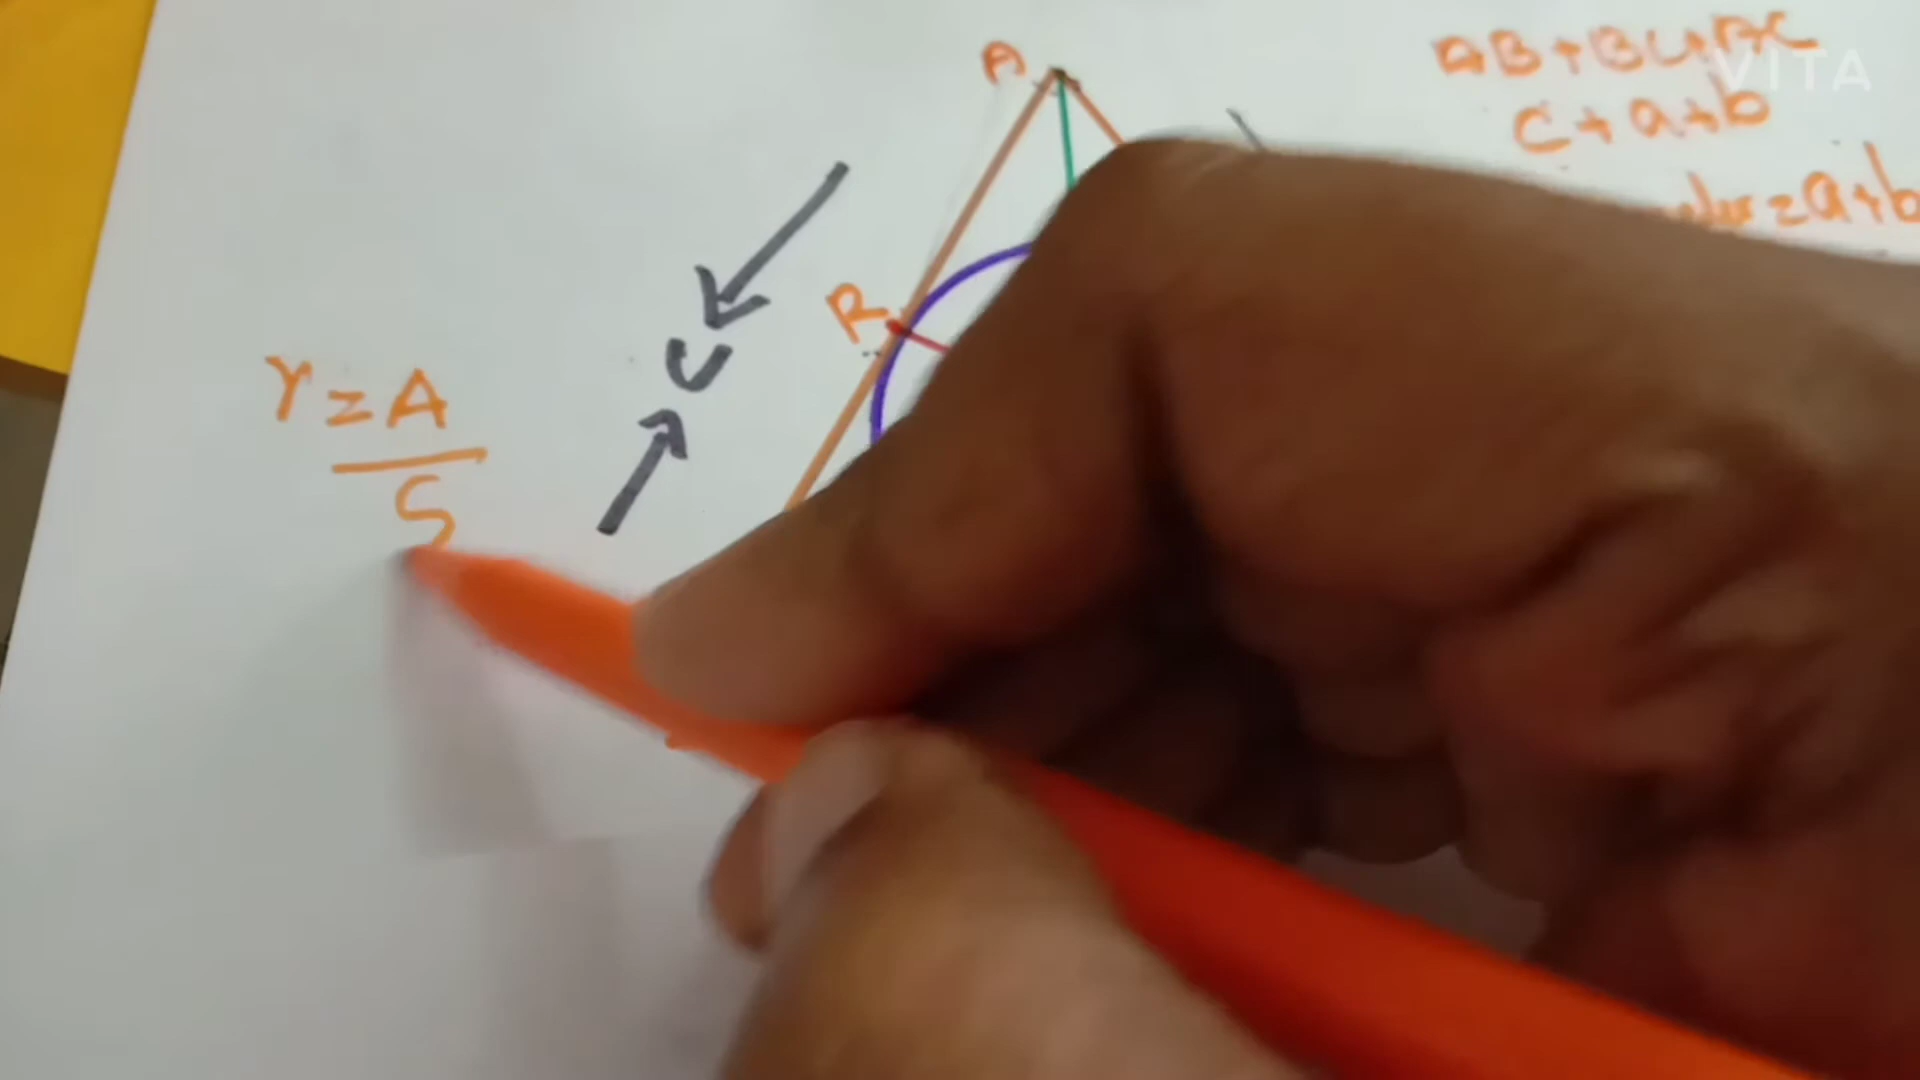 A
AB+BC+AC
VITA
c+a+b
=a+b
R
c
r=A
S